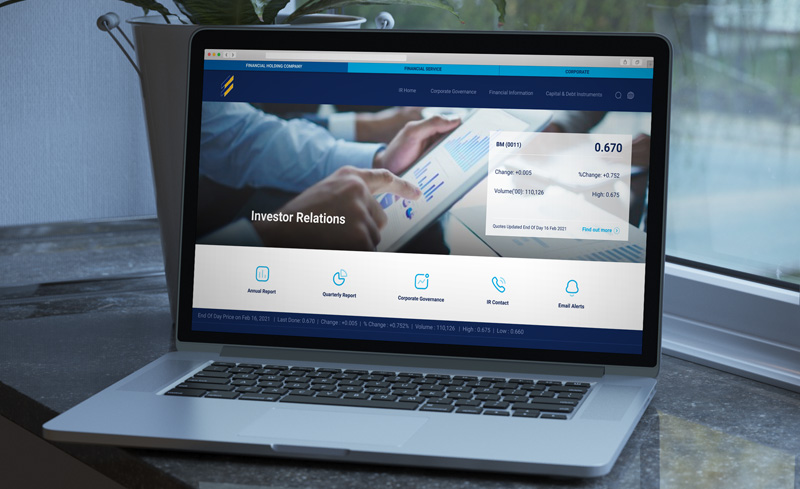 FINANCIAL HOLDING COMPANY FINANCIAL SERVICE CORPORATE
IR Home Corporate Governance Financial Information Capital & Debt Instruments
BM (0011) 0.670
Change: +0.005 %Change: +0.752
Volume('00): 110,126 High: 0.675
Quotes Updated End Of Day 16 Feb 2021 Find out more
Investor Relations
Annual Report Quarterly Report Corporate Governance IR Contact Email Alerts
End Of Day Price on Feb 16, 2021 | Last Done: 0.670 | Change : +0.005 | % Change : +0.752% | Volume : 110,126 | High : 0.675 | Low : 0.660